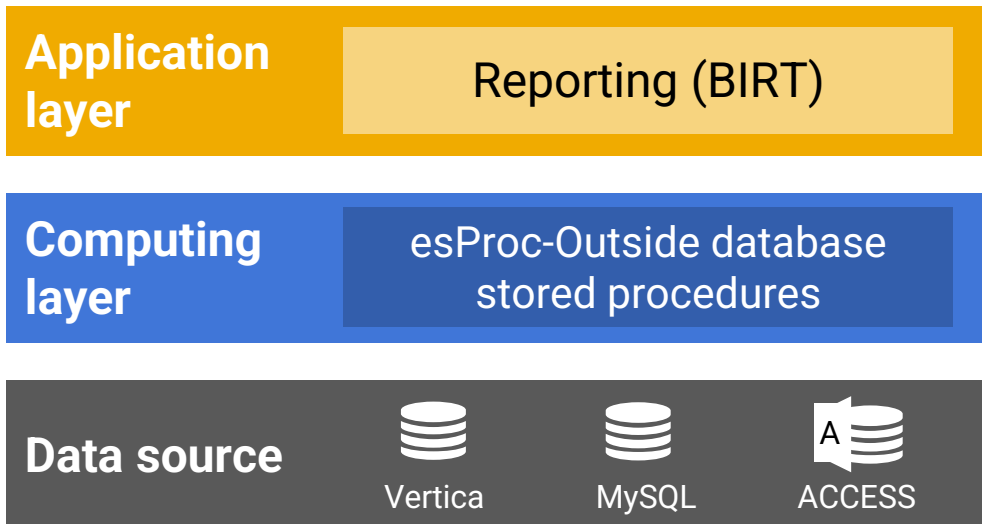 Application
layer
Reporting (BIRT)
Computing
layer
esProc-Outside database
stored procedures
Data source
A
Vertica
MySQL
ACCESS